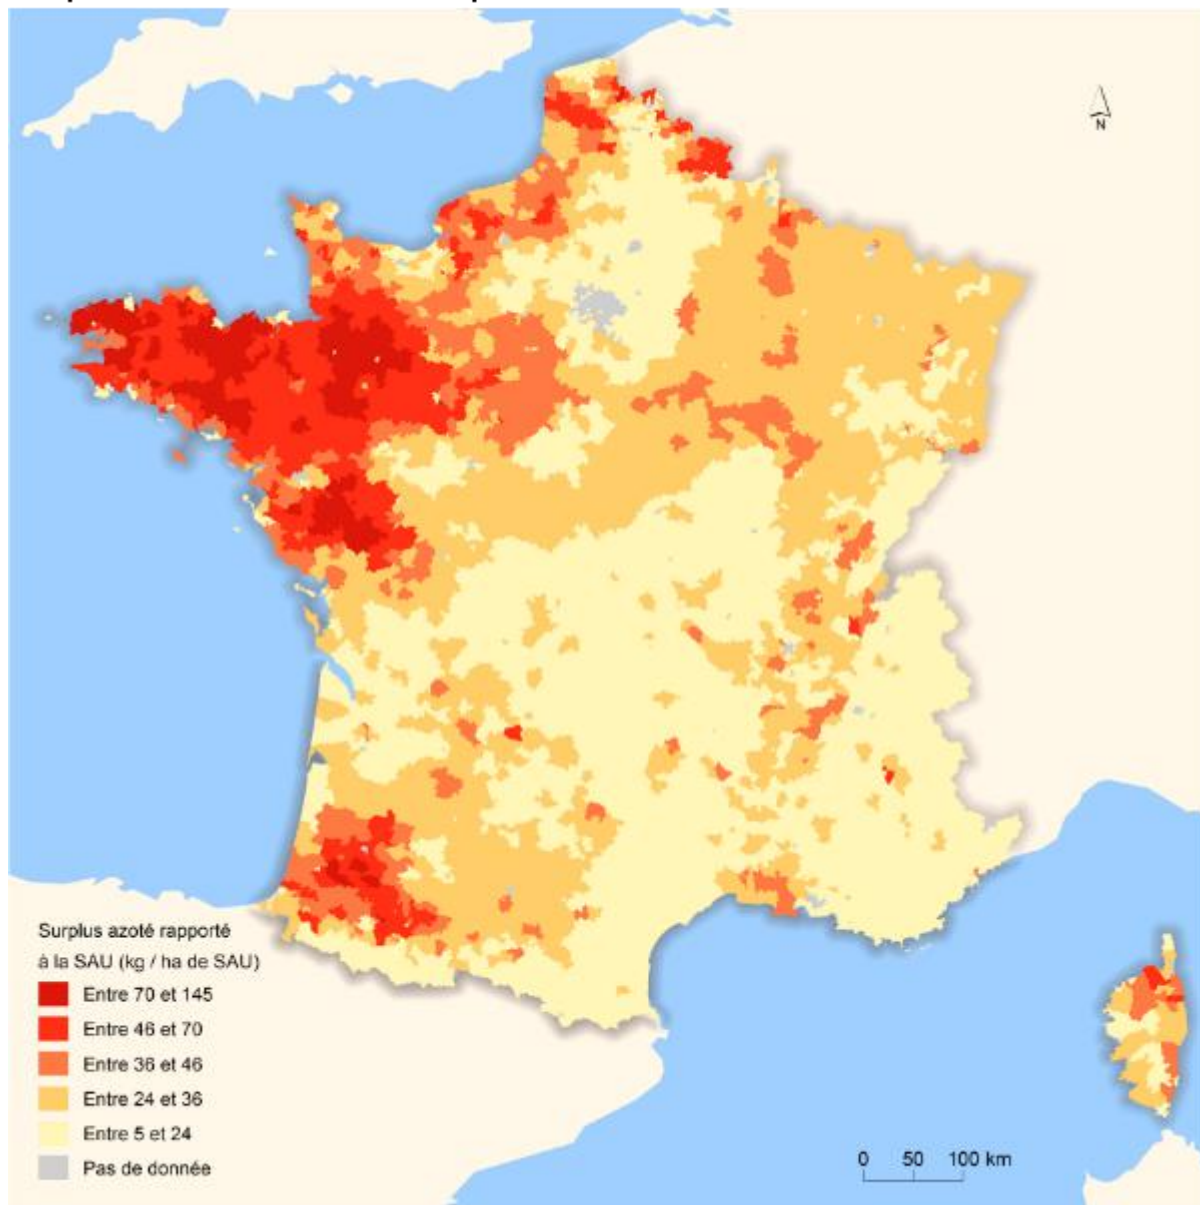 N
Surplus azoté rapporté
à la SAU (kg / ha de SAU)
Entre 70 et 145
Entre 46 et 70
Entre 36 et 46
Entre 24 et 36
Entre 5 et 24
Pas de donnée
0 50 100 km